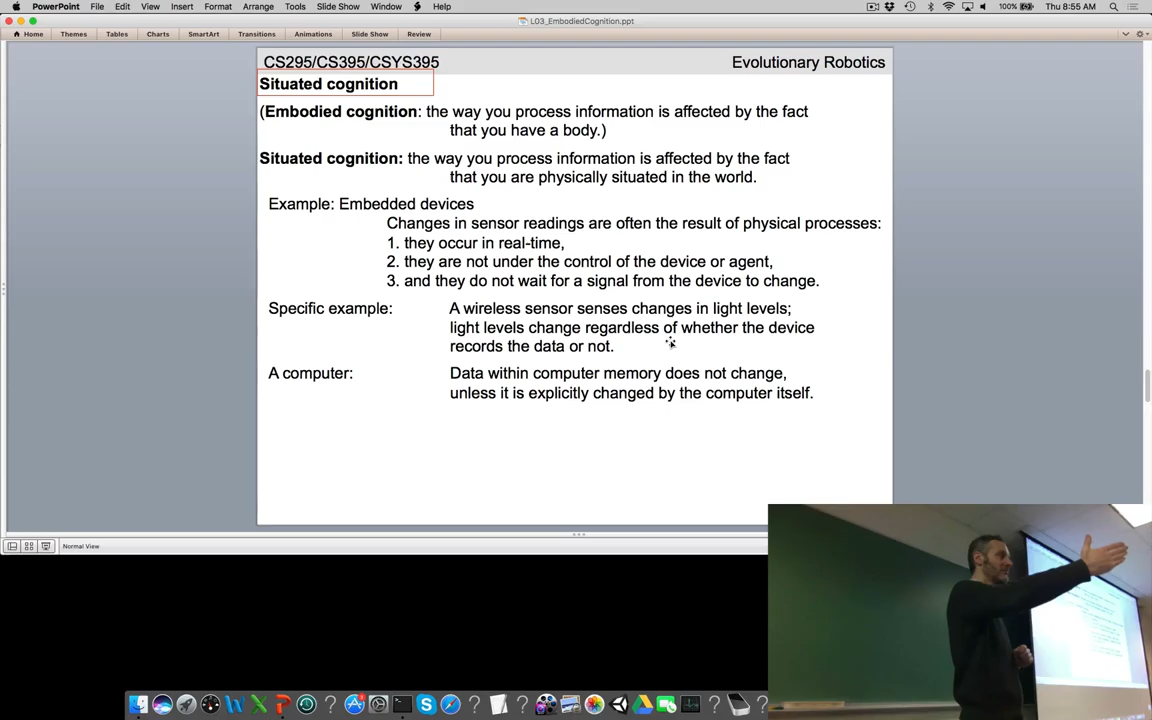 PowerPoint File Edit View Insert Format Arrange Tools Slide Show Window Help 100% Thu 8:55 AM
L03_EmbodiedCognition.ppt
Home Themes Tables Charts SmartArt Transitions Animations Slide Show Review
CS295/CS395/CSYS395 Evolutionary Robotics
Situated cognition
(Embodied cognition: the way you process information is affected by the fact
that you have a body.)
Situated cognition: the way you process information is affected by the fact
that you are physically situated in the world.
Example: Embedded devices
Changes in sensor readings are often the result of physical processes:
1. they occur in real-time,
2. they are not under the control of the device or agent,
3. and they do not wait for a signal from the device to change.
Specific example: A wireless sensor senses changes in light levels;
light levels change regardless of whether the device
records the data or not.
A computer: Data within computer memory does not change,
unless it is explicitly changed by the computer itself.
Normal View